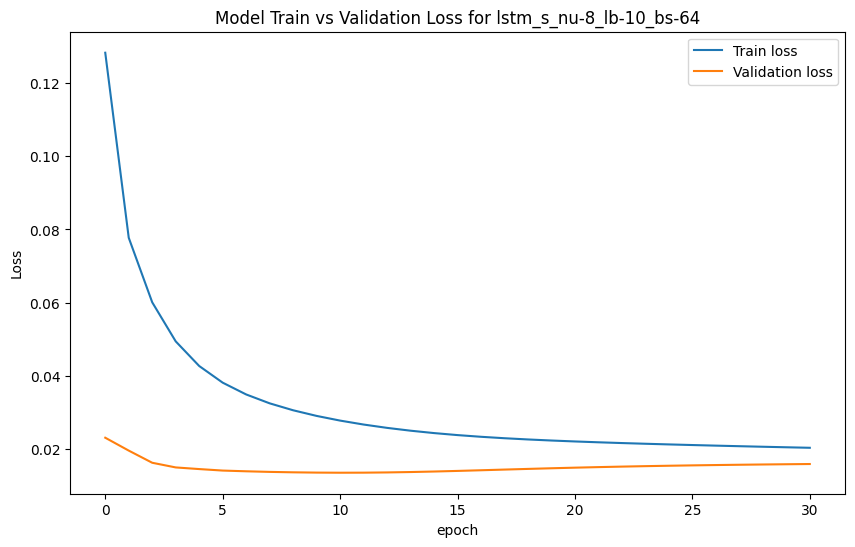 Model Train vs Validation Loss for lstm_s_nu-8_lb-10_bs-64
Train loss
Validation loss
0.12
0.10
0.08
0.06
0.04
0.02
Loss
0 5 10 15 20 25 30
epoch